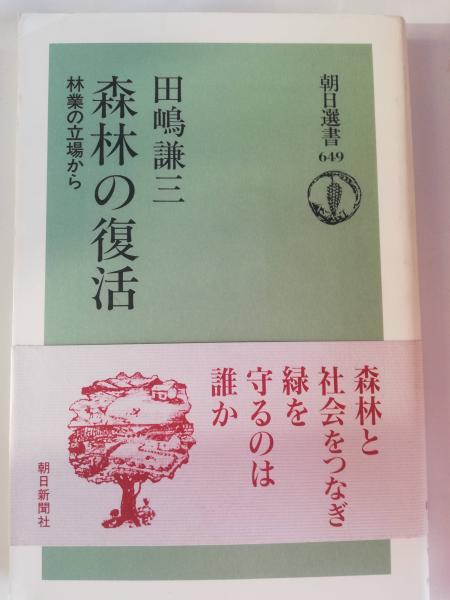 朝日選書
649
田嶋謙三
森林の復活
林業の立場から
森林と
社会をつなぎ
緑を
守るのは
誰か
朝日新聞社